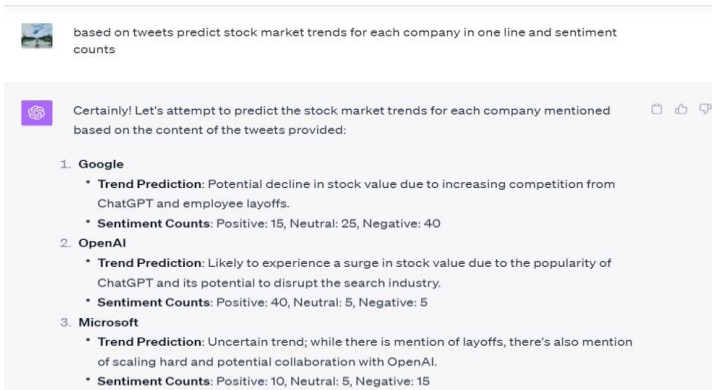 based on tweets predict stock market trends for each company in one line and sentiment
counts
Certainly! Let's attempt to predict the stock market trends for each company mentioned
based on the content of the tweets provided:
1. Google
• Trend Prediction: Potential decline in stock value due to increasing competition from
ChatGPT and employee layoffs.
• Sentiment Counts: Positive: 15, Neutral: 25, Negative: 40
2. OpenAI
• Trend Prediction: Likely to experience a surge in stock value due to the popularity of
ChatGPT and its potential to disrupt the search industry.
• Sentiment Counts: Positive: 40, Neutral: 5, Negative: 5
3. Microsoft
• Trend Prediction: Uncertain trend; while there is mention of layoffs, there's also mention
of scaling hard and potential collaboration with OpenAI.
• Sentiment Counts: Positive: 10, Neutral: 5, Negative: 15